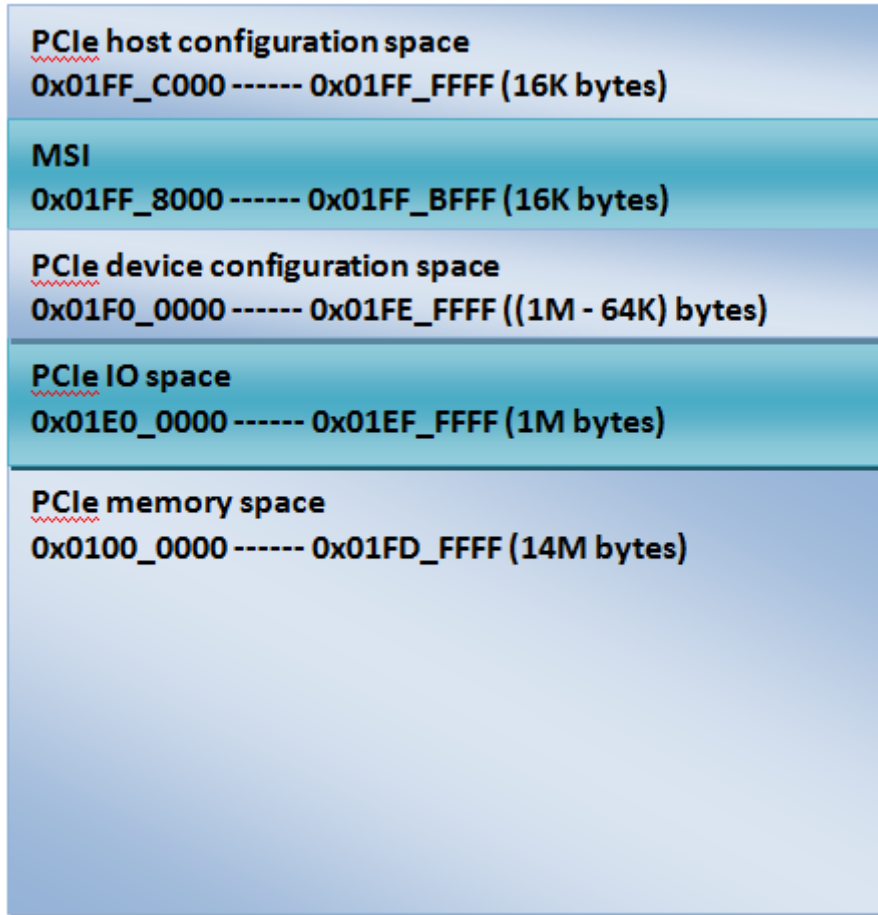 PCIe host configuration space
0x01FF_C000 ------ 0x01FF_FFFF (16K bytes)
MSI
0x01FF_8000 ------ 0x01FF_BFFF (16K bytes)
PCIe device configuration space
0x01F0_0000 ------ 0x01FE_FFFF ((1M - 64K) bytes)
PCIe IO space
0x01E0_0000 ------ 0x01EF_FFFF (1M bytes)
PCIe memory space
0x0100_0000 ------ 0x01FD_FFFF (14M bytes)